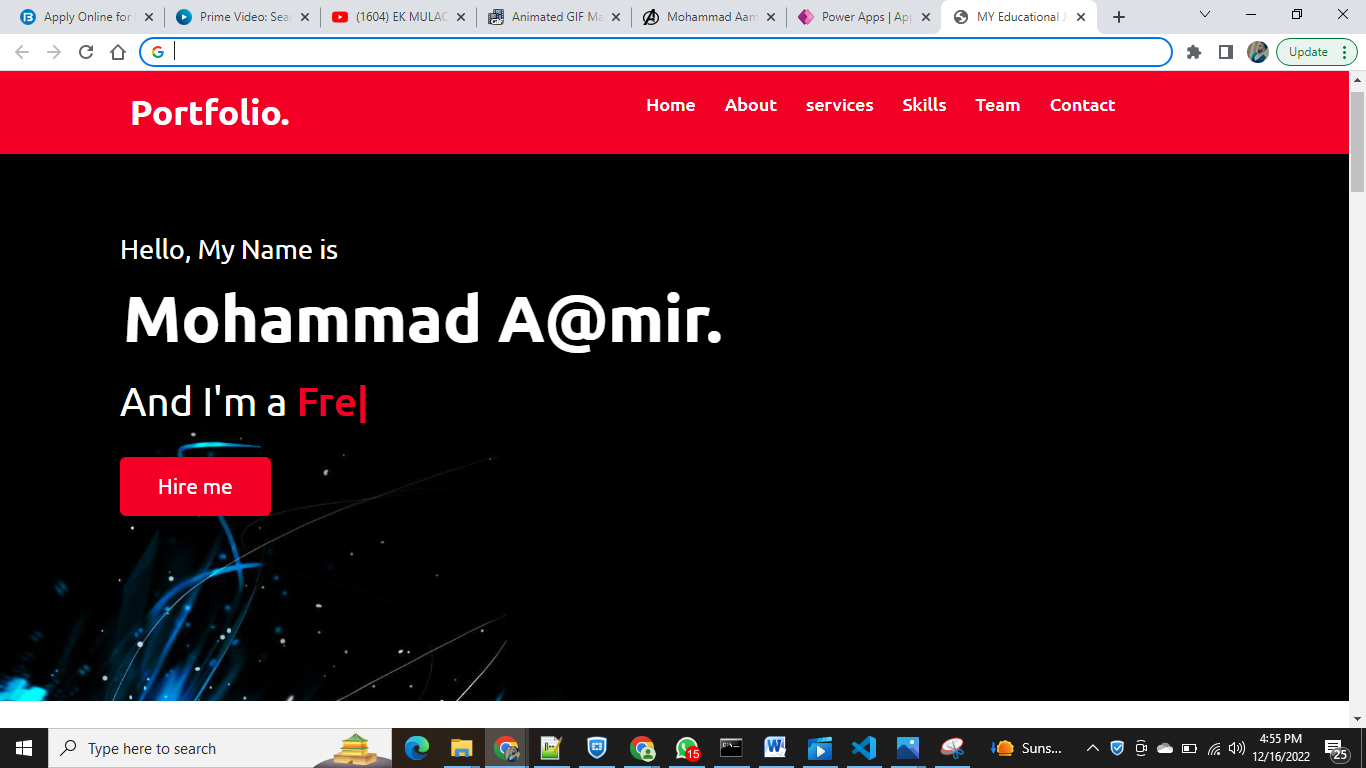 Apply Online for
Prime Video: Sea
(1604) EK MULAC
Animated GIF Ma
Mohammad Aam
Power Apps | App
MY Educational J
Update
Portfolio.
Home About services Skills Team Contact
Hello, My Name is
Mohammad A@mir.
And I'm a Fre|
Hire me
Type here to search
15
Suns...
4:55 PM
12/16/2022
25